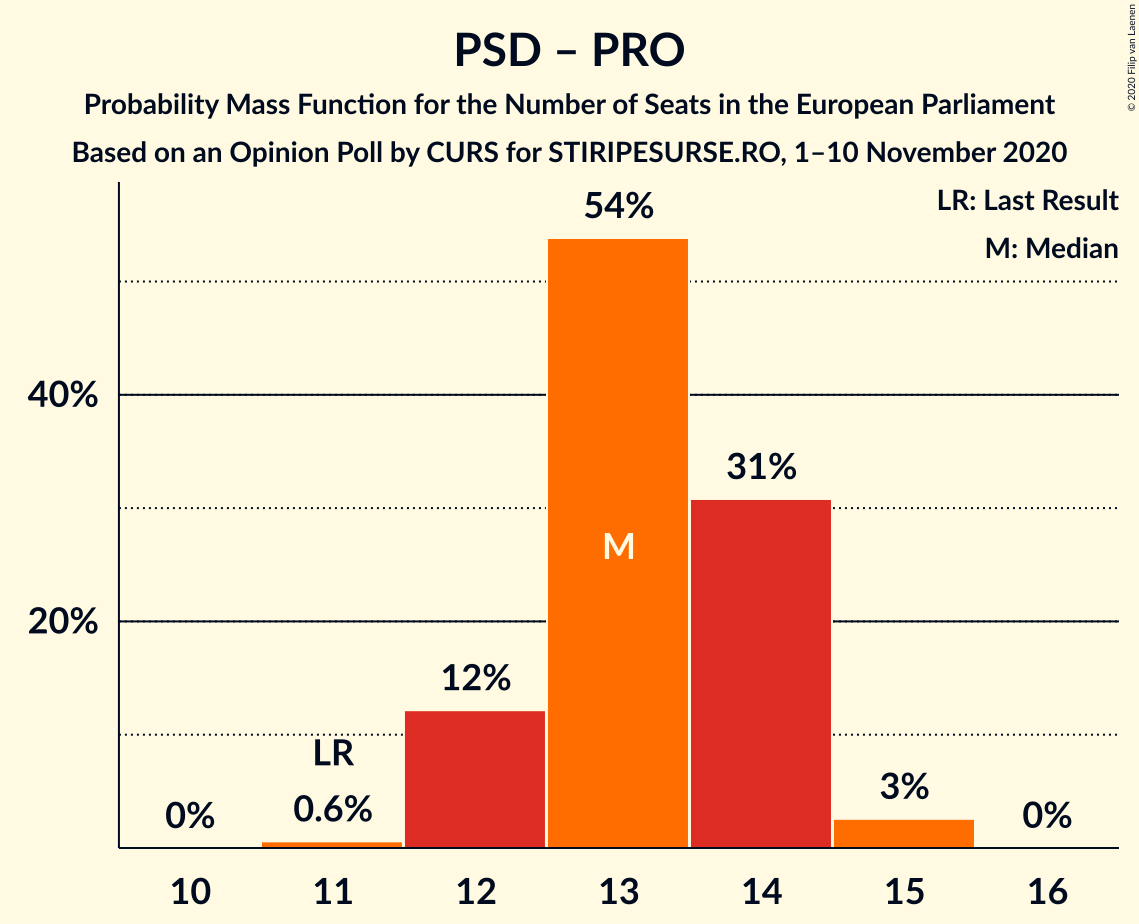 PSD – PRO
Probability Mass Function for the Number of Seats in the European Parliament
Based on an Opinion Poll by CURS for STIRIPESURSE.RO, 1–10 November 2020
© 2020 Filip van Laenen
LR: Last Result
M: Median
54%
40%
31%
M
20%
12%
LR
0% 0.6% 3% 0%
10 11 12 13 14 15 16